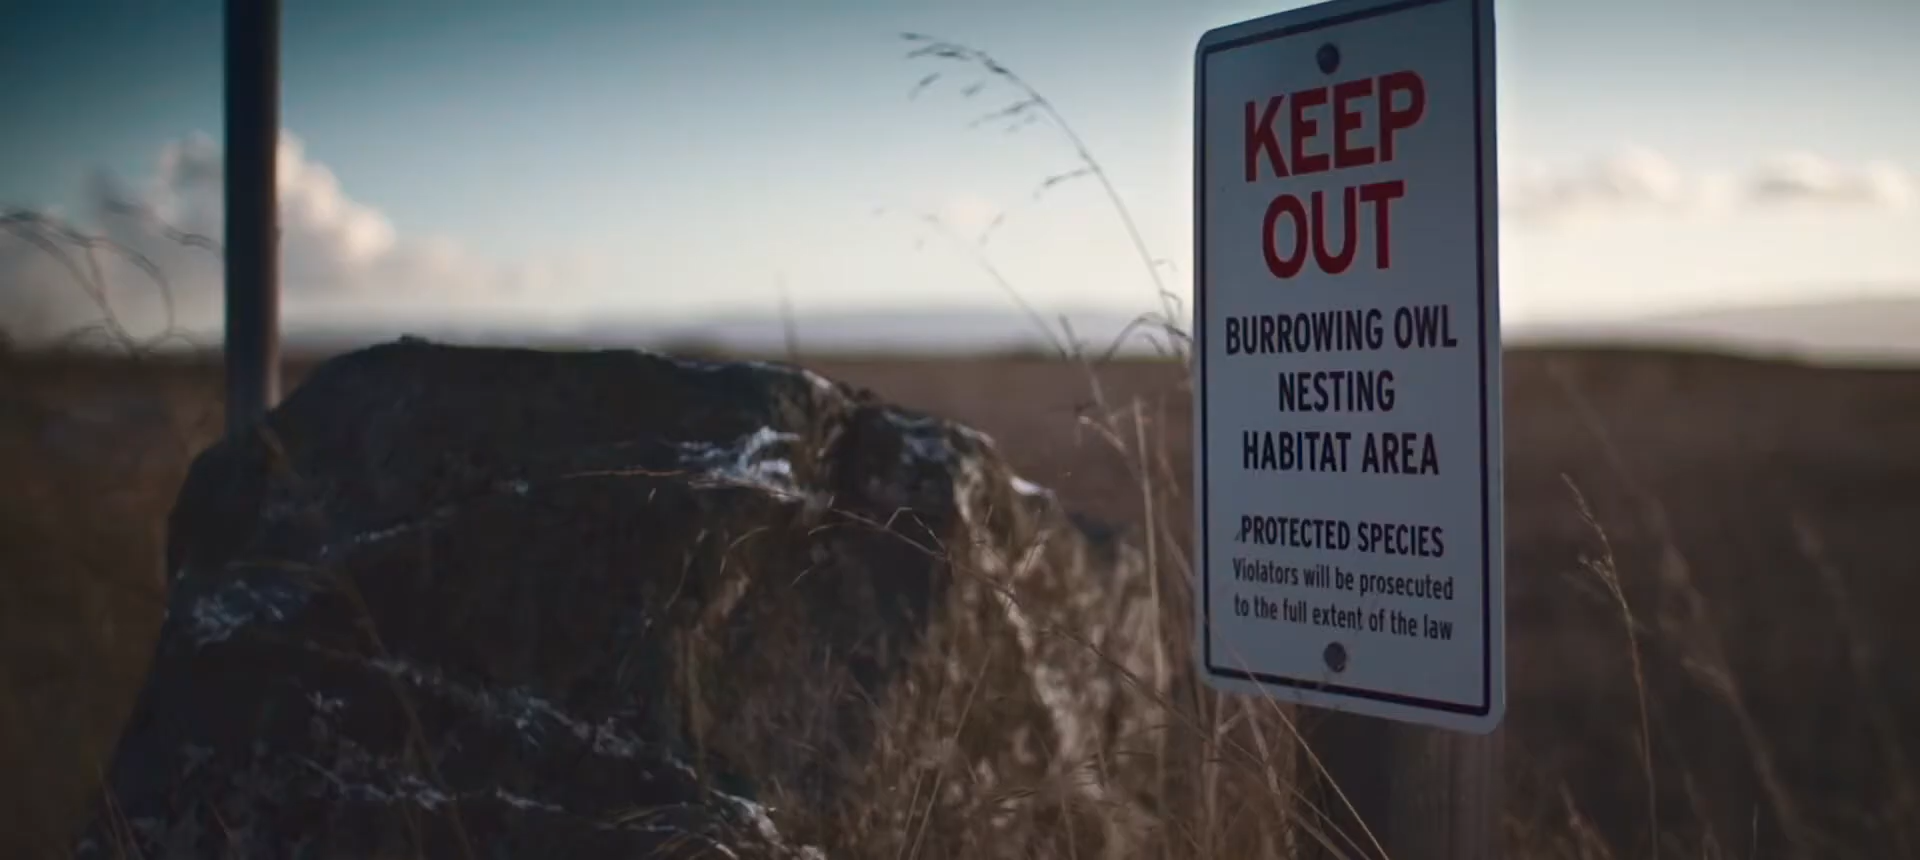 KEEP
OUT
BURROWING OWL
NESTING
HABITAT AREA
PROTECTED SPECIES
Violators will be prosecuted
to the full extent of the law